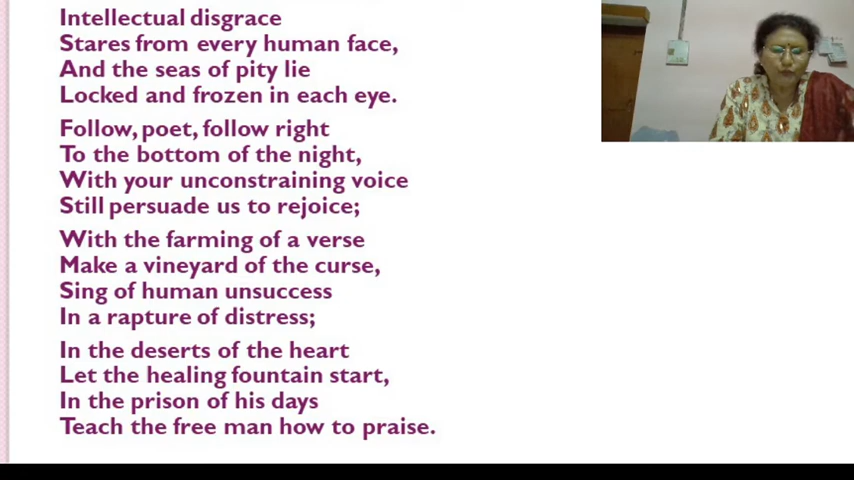 Intellectual disgrace
Stares from every human face,
And the seas of pity lie
Locked and frozen in each eye.
Follow, poet, follow right
To the bottom of the night,
With your unconstraining voice
Still persuade us to rejoice;
With the farming of a verse
Make a vineyard of the curse,
Sing of human unsuccess
In a rapture of distress;
In the deserts of the heart
Let the healing fountain start,
In the prison of his days
Teach the free man how to praise.